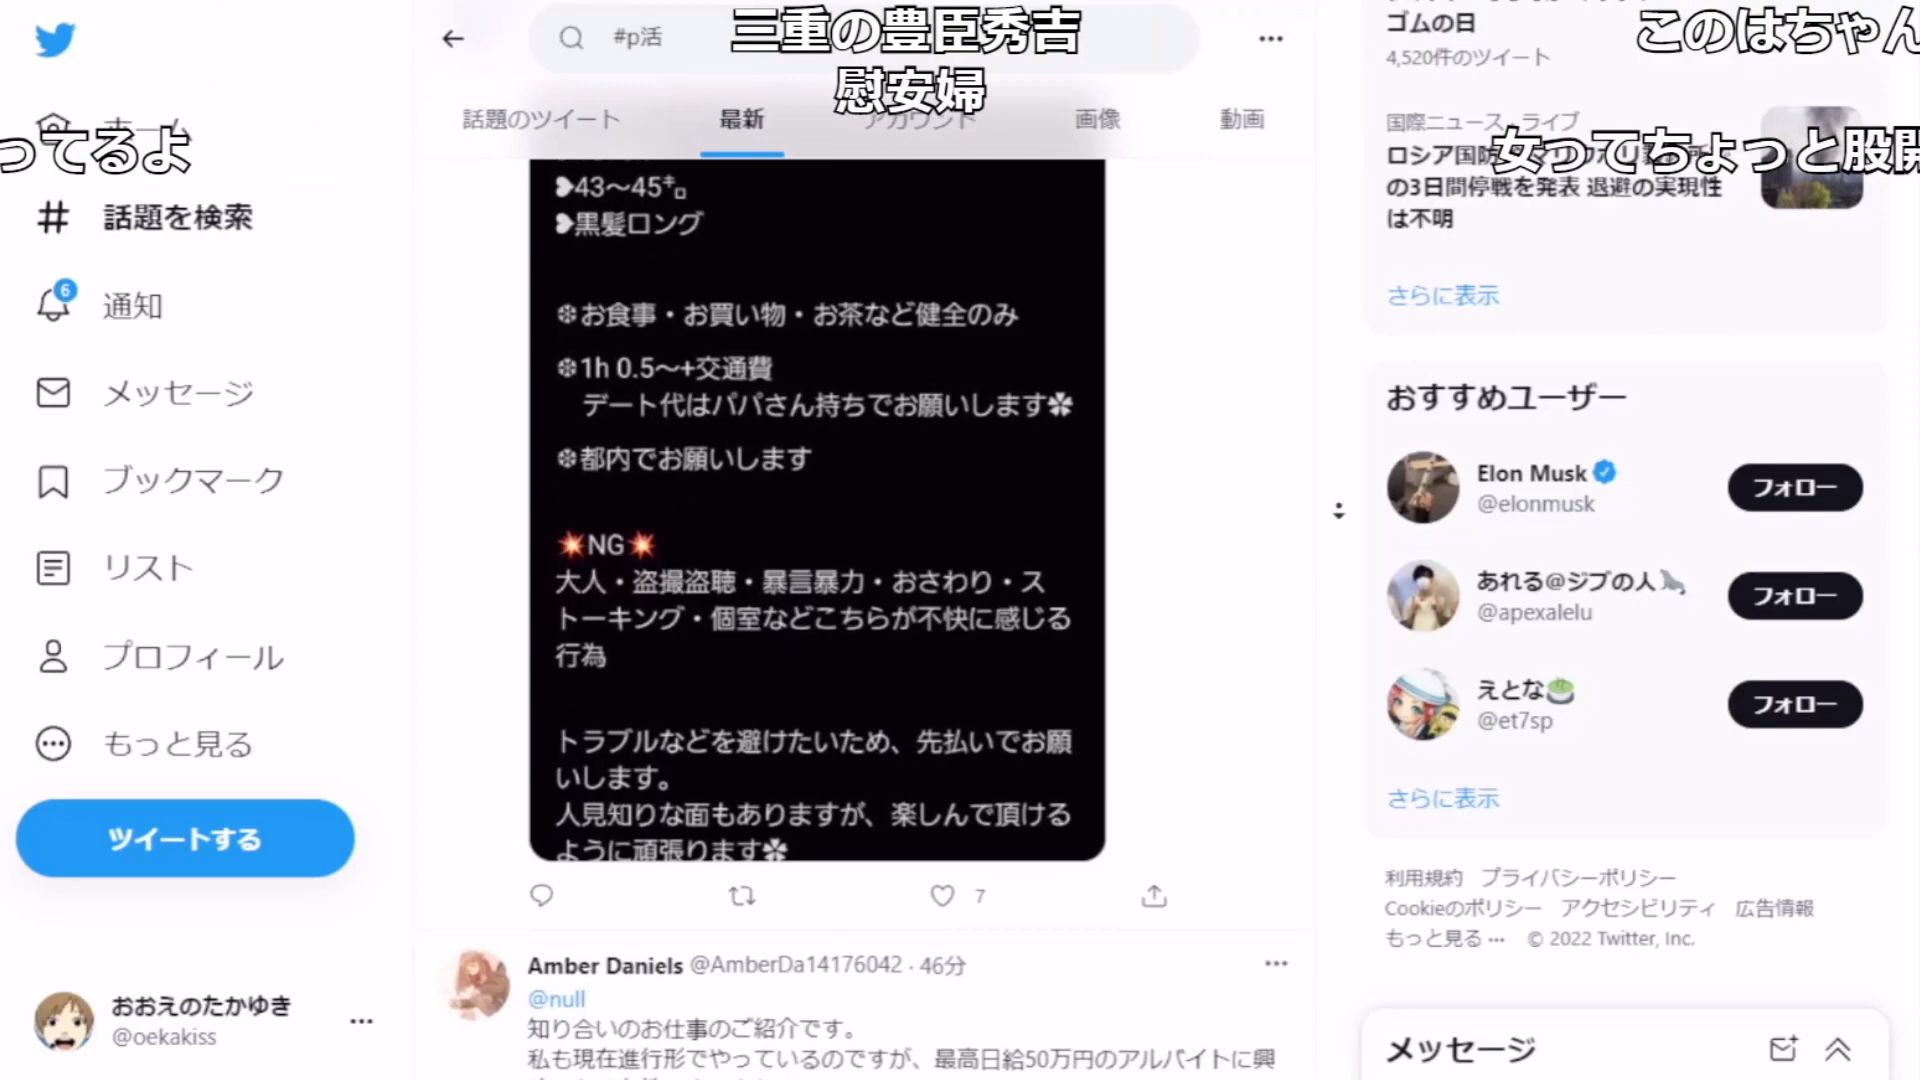 #p活
三重の豊臣秀吉
慰安婦
このはちゃん
ってるよ
女ってちょっと股開
ホーム
話題を検索
6
通知
メッセージ
ブックマーク
リスト
プロフィール
もっと見る
ツイートする
おおえのたかゆき
@oekakiss
話題のツイート
最新
アカウント
画像
動画
❥43〜45㌔
❥黒髪ロング
❄お食事・お買い物・お茶など健全のみ
❄1h 0.5〜+交通費
デート代はパパさん持ちでお願いします✽
❄都内でお願いします
💥NG💥
大人・盗撮盗聴・暴言暴力・おさわり・ス
トーキング・個室などこちらが不快に感じる
行為
トラブルなどを避けたいため、先払いでお願
いします。
人見知りな面もありますが、楽しんで頂ける
ように頑張ります✽
7
Amber Daniels @AmberDa14176042 · 46分
@null
知り合いのお仕事のご紹介です。
私も現在進行形でやっているのですが、最高日給50万円のアルバイトに興
ゴムの日
4,520件のツイート
国際ニュース・ライブ
ロシア国防
の3日間停戦を発表 退避の実現性
は不明
さらに表示
おすすめユーザー
Elon Musk
@elonmusk
フォロー
あれる@ジブの人🦭
@apexalelu
フォロー
えとな🍵
@et7sp
フォロー
さらに表示
利用規約 プライバシーポリシー
Cookieのポリシー アクセシビリティ 広告情報
もっと見る … © 2022 Twitter, Inc.
メッセージ